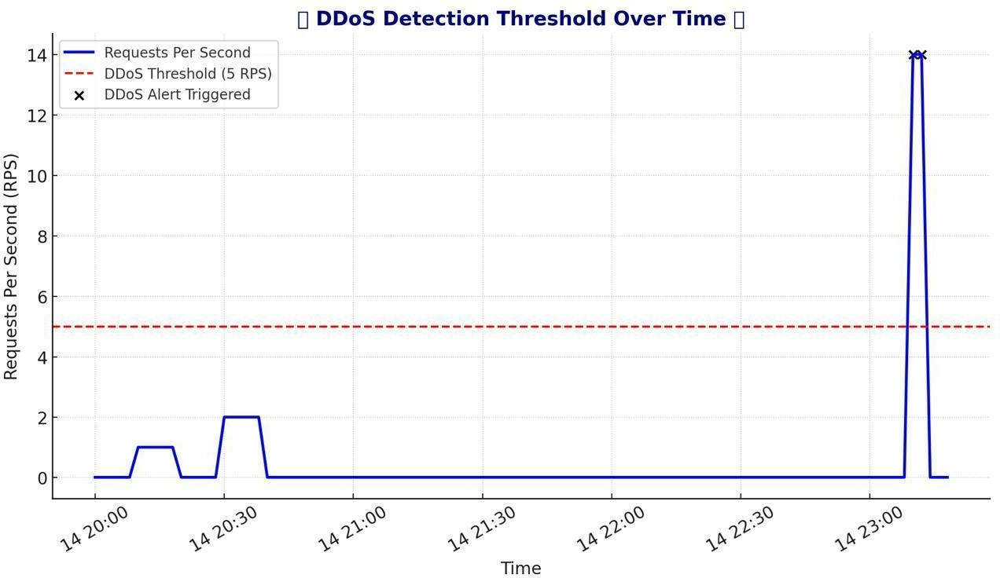 DDoS Detection Threshold Over Time
Requests Per Second
DDoS Threshold (5 RPS)
DDoS Alert Triggered
Requests Per Second (RPS)
14
12
10
8
6
4
2
0
14 20:00
14 20:30
14 21:00
14 21:30
14 22:00
14 22:30
14 23:00
Time